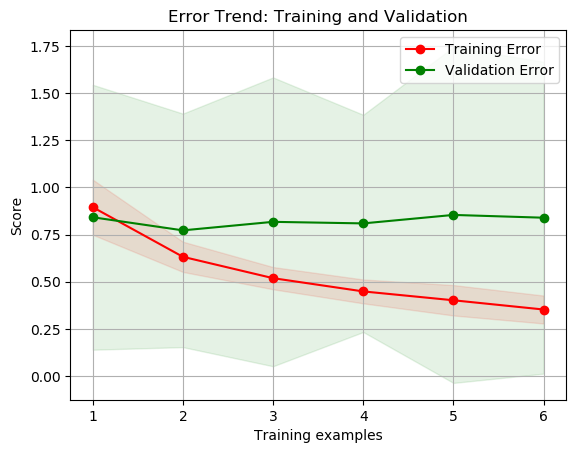 Error Trend: Training and Validation
Training Error
Validation Error
1.75
1.50
1.25
1.00
0.75
0.50
0.25
0.00
Score
1 2 3 4 5 6
Training examples